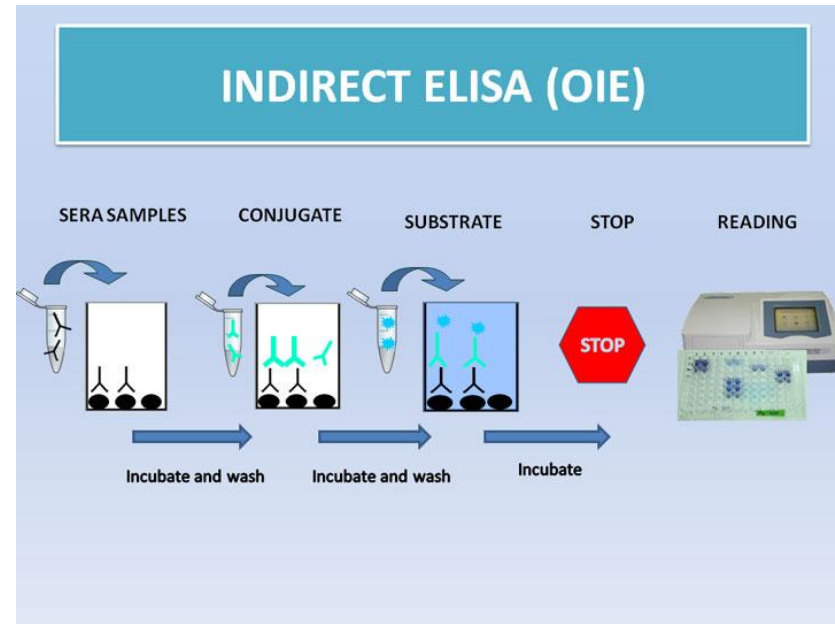 INDIRECT ELISA (OIE)
SERA SAMPLES
CONJUGATE
SUBSTRATE
STOP
READING
STOP
Incubate and wash
Incubate and wash
Incubate